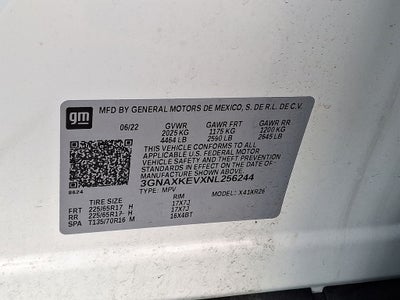 gm MFD BY GENERAL MOTORS DE MEXICO, S. DE R.L. DE C.V.
06/22 GVWR GAWR FRT GAWR RR
2025 KG 1175 KG 1200 KG
4464 LB 2590 LB 2645 LB
THIS VEHICLE CONFORMS TO ALL
APPLICABLE U.S. FEDERAL MOTOR
VEHICLE SAFETY AND THEFT
PREVENTION STANDARDS IN
EFFECT ON THE DATE OF
MANUFACTURE SHOWN ABOVE.
3GNAXKEVXNL256244
TYPE: MPV MODEL: X41XR26
TIRE SIZE RIM
FRT 225/65R17 H 17X7J
RR 225/65R17- H 17X7J
SPA T135/70R16 M 16X4BT